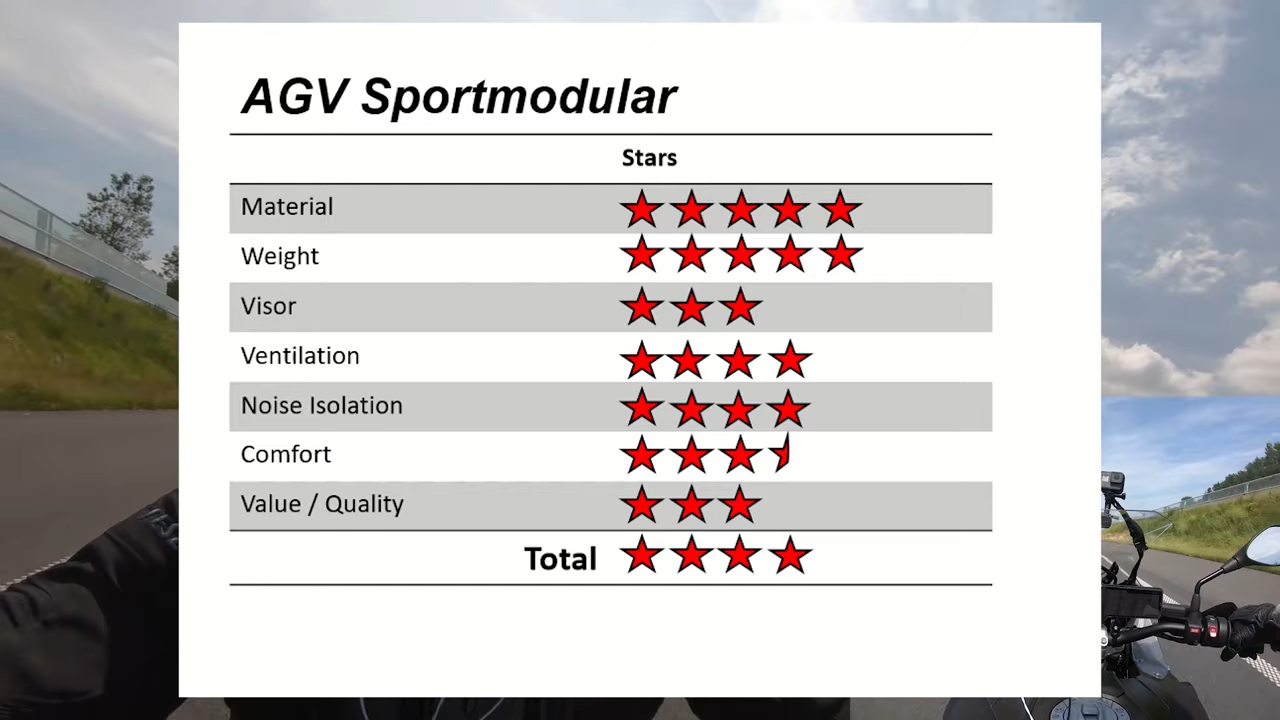 AGV Sportmodular
Stars
Material
Weight
Visor
Ventilation
Noise Isolation
Comfort
Value / Quality
Total